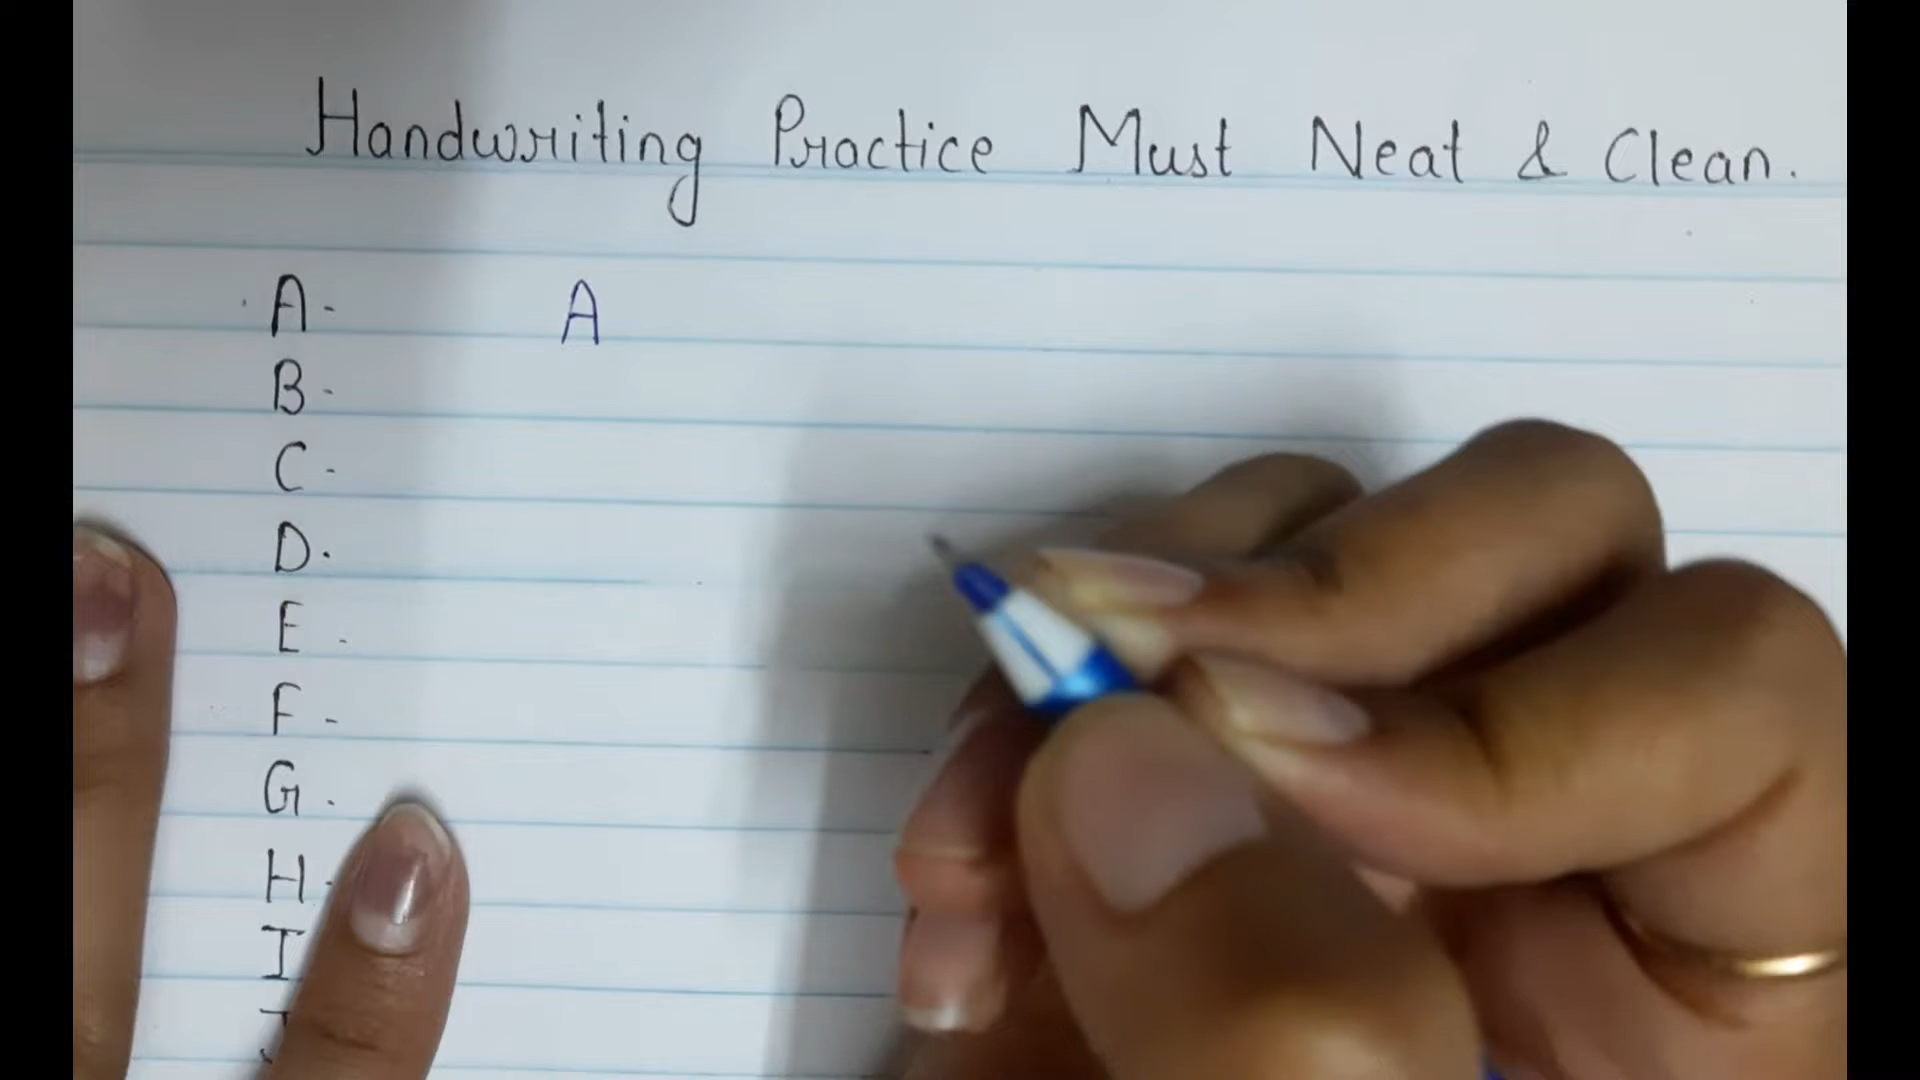 Handwriting Practice Must Neat & Clean.
A - A
B -
C -
D .
E .
F -
G .
H -
I
J